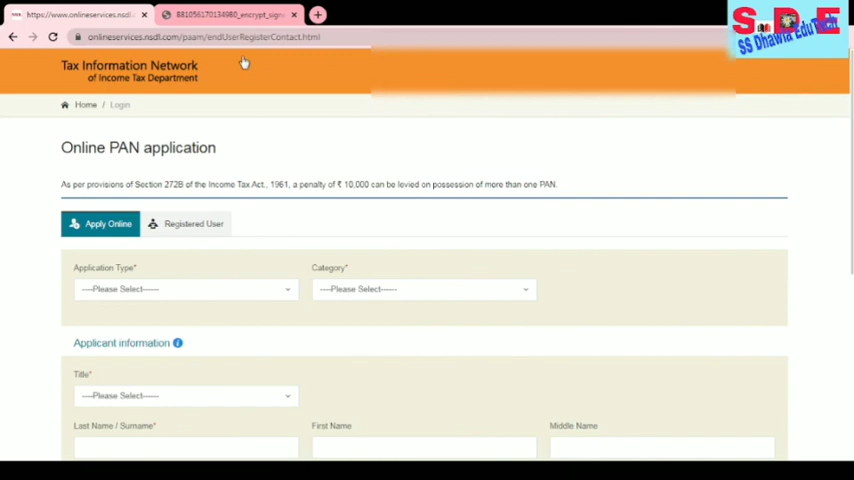 https://www.onlineservices.nsdl.c
881056170134980_encrypt_signe
onlineservices.nsdl.com/paam/endUserRegisterContact.html
S D E
SS Dhawla EduTech
Tax Information Network
of Income Tax Department
Home / Login
Online PAN application
As per provisions of Section 272B of the Income Tax Act., 1961, a penalty of ₹ 10,000 can be levied on possession of more than one PAN.
Apply Online
Registered User
Application Type*
Category*
----Please Select------
----Please Select------
Applicant information
Title*
----Please Select------
Last Name / Surname*
First Name
Middle Name